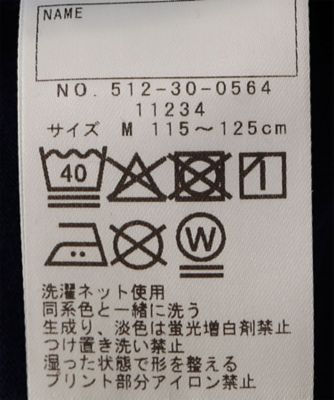 NAME
NO. 512-30-0564
11234
サイズ M 115～125cm
40
W
洗濯ネット使用
同系色と一緒に洗う
生成り、淡色は蛍光増白剤禁止
つけ置き洗い禁止
湿った状態で形を整える
プリント部分アイロン禁止